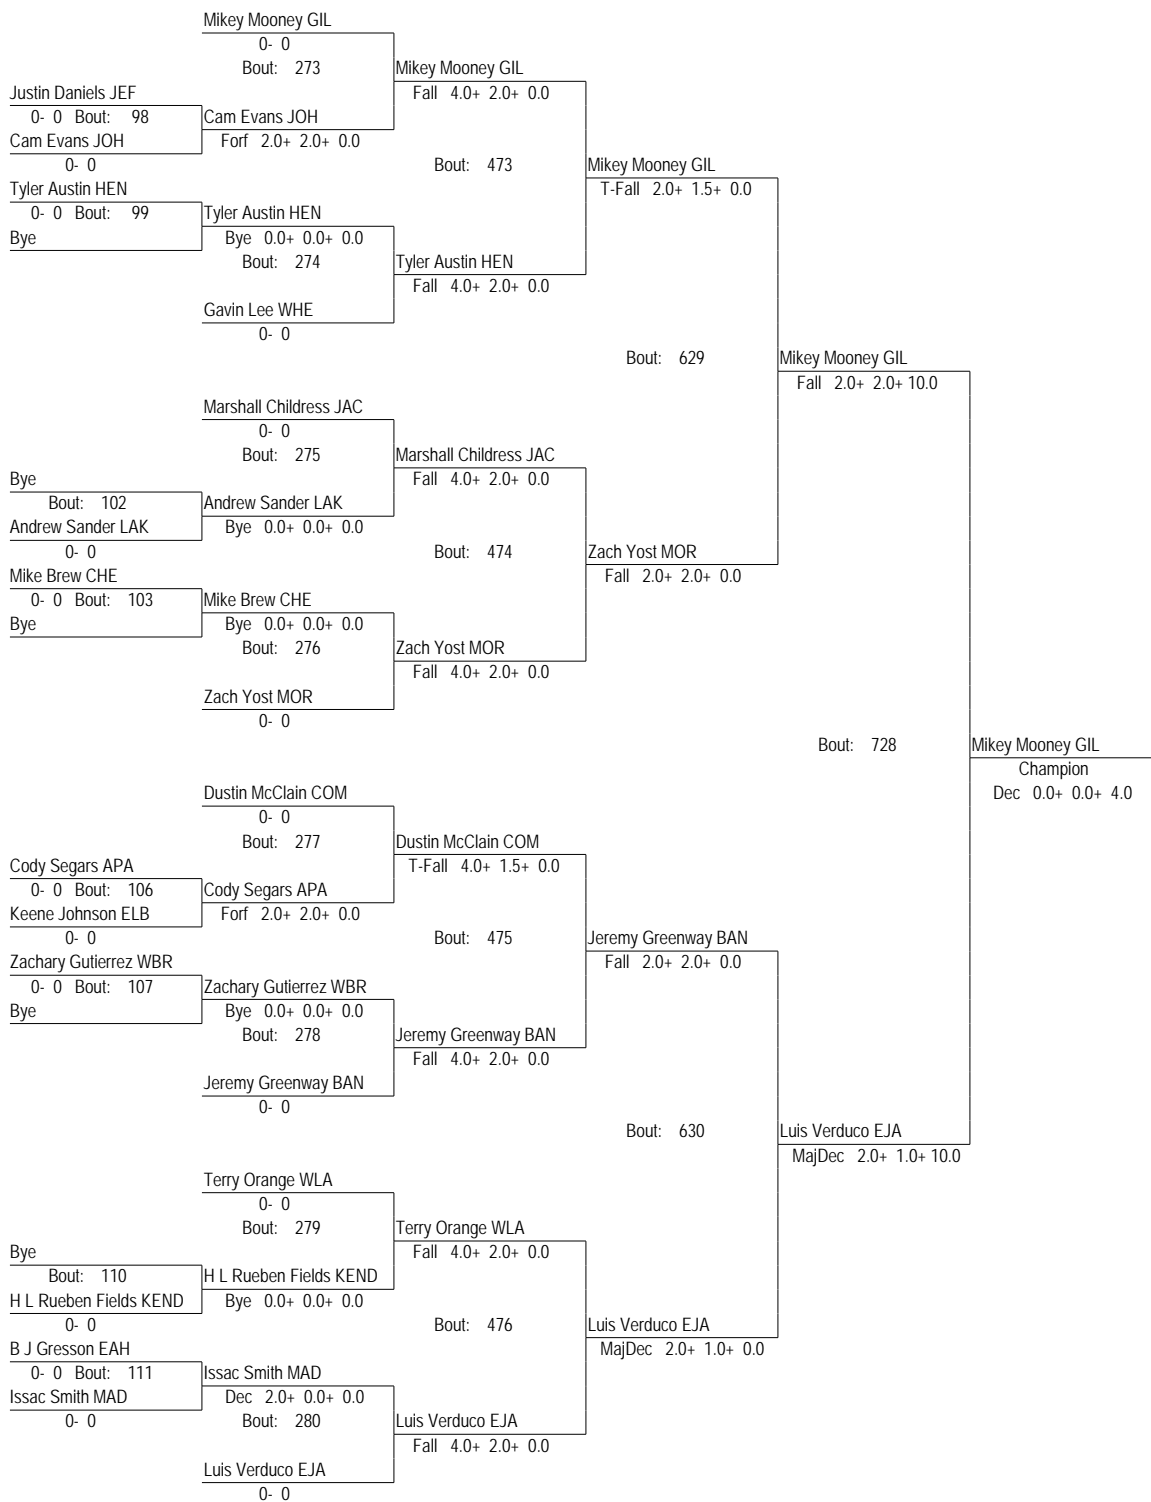 Mikey Mooney GIL
0- 0
Bout: 273
Mikey Mooney GIL
Fall 4.0+ 2.0+ 0.0
Justin Daniels JEF
0- 0 Bout: 98
Cam Evans JOH
Forf 2.0+ 2.0+ 0.0
Cam Evans JOH
0- 0
Bout: 473
Mikey Mooney GIL
T-Fall 2.0+ 1.5+ 0.0
Tyler Austin HEN
0- 0 Bout: 99
Tyler Austin HEN
Bye
Bye 0.0+ 0.0+ 0.0
Bout: 274
Tyler Austin HEN
Fall 4.0+ 2.0+ 0.0
Gavin Lee WHE
0- 0
Bout: 629
Mikey Mooney GIL
Fall 2.0+ 2.0+ 10.0
Marshall Childress JAC
0- 0
Bout: 275
Marshall Childress JAC
Fall 4.0+ 2.0+ 0.0
Bye
Bout: 102
Andrew Sander LAK
Andrew Sander LAK
Bye 0.0+ 0.0+ 0.0
0- 0
Bout: 474
Zach Yost MOR
Fall 2.0+ 2.0+ 0.0
Mike Brew CHE
0- 0 Bout: 103
Mike Brew CHE
Bye
Bye 0.0+ 0.0+ 0.0
Bout: 276
Zach Yost MOR
Fall 4.0+ 2.0+ 0.0
Zach Yost MOR
0- 0
Bout: 728
Mikey Mooney GIL
Champion
Dec 0.0+ 0.0+ 4.0
Dustin McClain COM
0- 0
Bout: 277
Dustin McClain COM
T-Fall 4.0+ 1.5+ 0.0
Cody Segars APA
0- 0 Bout: 106
Cody Segars APA
Keene Johnson ELB
Forf 2.0+ 2.0+ 0.0
0- 0
Bout: 475
Jeremy Greenway BAN
Fall 2.0+ 2.0+ 0.0
Zachary Gutierrez WBR
0- 0 Bout: 107
Zachary Gutierrez WBR
Bye
Bye 0.0+ 0.0+ 0.0
Bout: 278
Jeremy Greenway BAN
Fall 4.0+ 2.0+ 0.0
Jeremy Greenway BAN
0- 0
Bout: 630
Luis Verduco EJA
MajDec 2.0+ 1.0+ 10.0
Terry Orange WLA
0- 0
Bout: 279
Terry Orange WLA
Fall 4.0+ 2.0+ 0.0
Bye
Bout: 110
H L Rueben Fields KEND
H L Rueben Fields KEND
Bye 0.0+ 0.0+ 0.0
0- 0
Bout: 476
Luis Verduco EJA
MajDec 2.0+ 1.0+ 0.0
B J Gresson EAH
0- 0 Bout: 111
Issac Smith MAD
Issac Smith MAD
Dec 2.0+ 0.0+ 0.0
0- 0
Bout: 280
Luis Verduco EJA
Fall 4.0+ 2.0+ 0.0
Luis Verduco EJA
0- 0